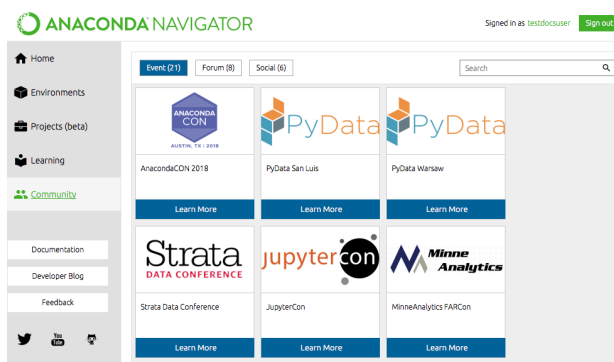 ANACONDA NAVIGATOR
Signed in as testdocsuser
Sign out
Home
Environments
Projects (beta)
Learning
Community
Documentation
Developer Blog
Feedback
You Tube
Event (21)
Forum (8)
Social (6)
Search
ANACONDA
CON
AUSTIN, TX | 2018
AnacondaCON 2018
Learn More
PyData
PyData San Luis
Learn More
PyData
PyData Warsaw
Learn More
Strata
DATA CONFERENCE
Strata Data Conference
Learn More
jupytercon
JupyterCon
Learn More
Minne
Analytics
MinneAnalytics FARCon
Learn More